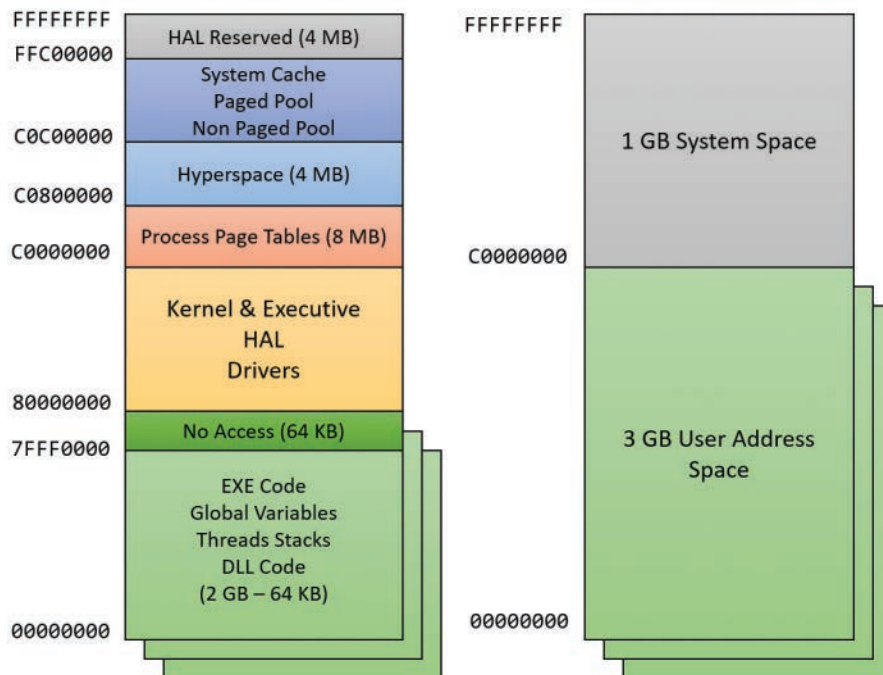 FFFFFFFF
HAL Reserved (4 MB)
FFC00000
System Cache
Paged Pool
Non Paged Pool
C0C00000
Hyperspace (4 MB)
C0800000
Process Page Tables (8 MB)
C0000000
Kernel & Executive
HAL
Drivers
80000000
No Access (64 KB)
7FFF0000
EXE Code
Global Variables
Threads Stacks
DLL Code
(2 GB – 64 KB)
00000000
FFFFFFFF
1 GB System Space
C0000000
3 GB User Address
Space
00000000